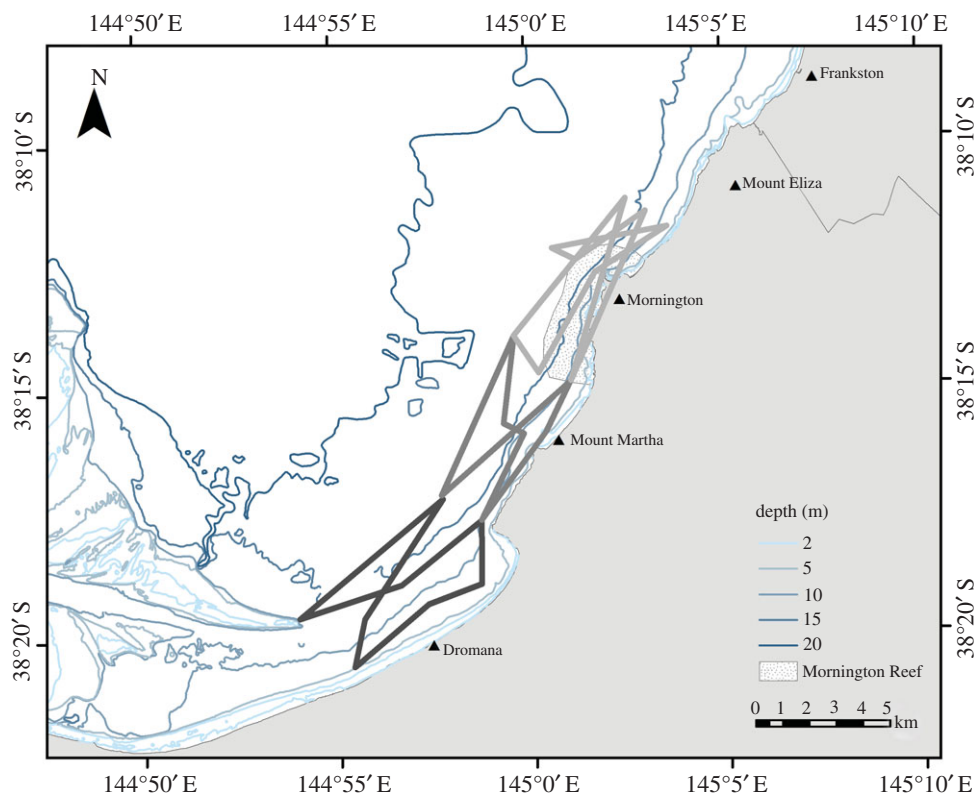 144°50′ E 144°55′ E 145°0′ E 145°5′ E 145°10′ E
N
Frankston
38°10′ S
38°10′ S
Mount Eliza
Mornington
38°15′ S
38°15′ S
Mount Martha
depth (m)
2
5
10
15
38°20′ S
38°20′ S
20
Dromana
Mornington Reef
0 1 2 3 4 5
km
144°50′ E 144°55′ E 145°0′ E 145°5′ E 145°10′ E